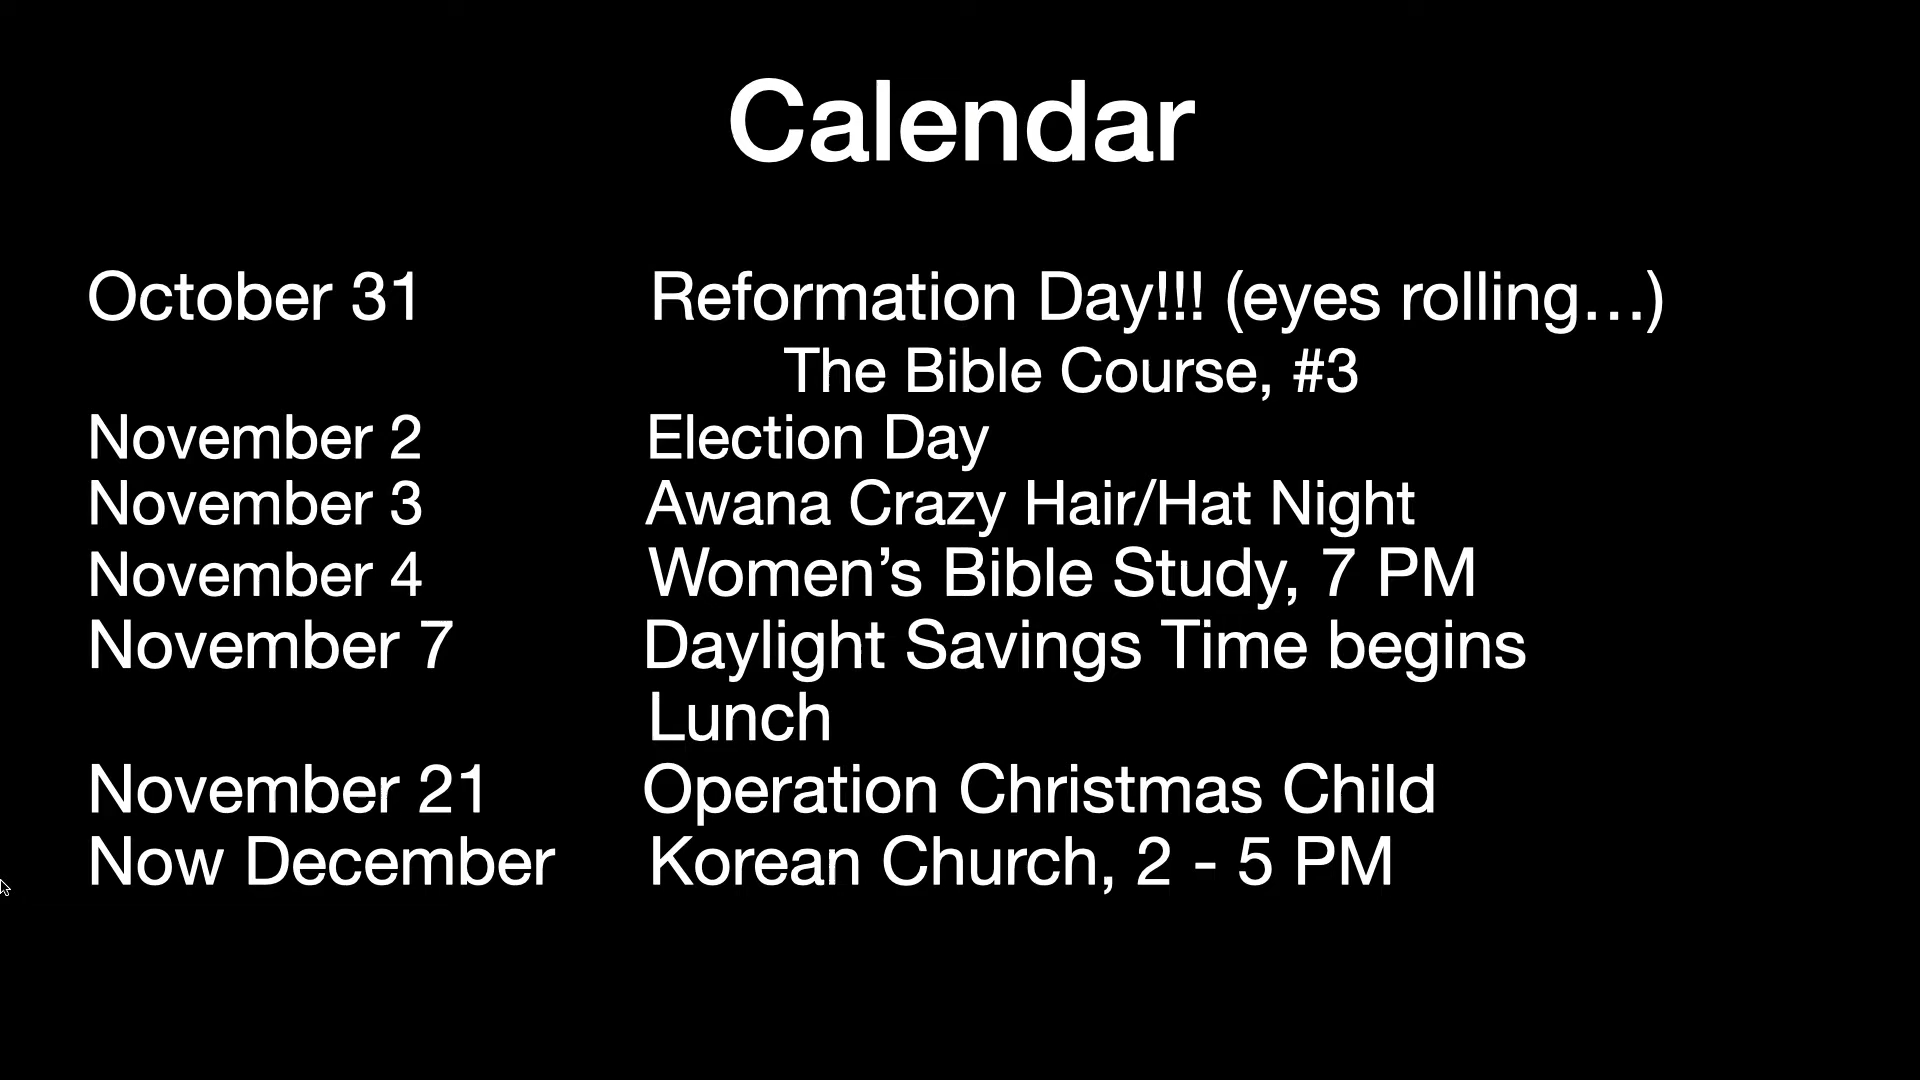 Calendar
October 31 Reformation Day!!! (eyes rolling…)
The Bible Course, #3
November 2 Election Day
November 3 Awana Crazy Hair/Hat Night
November 4 Women’s Bible Study, 7 PM
November 7 Daylight Savings Time begins
Lunch
November 21 Operation Christmas Child
Now December Korean Church, 2 - 5 PM